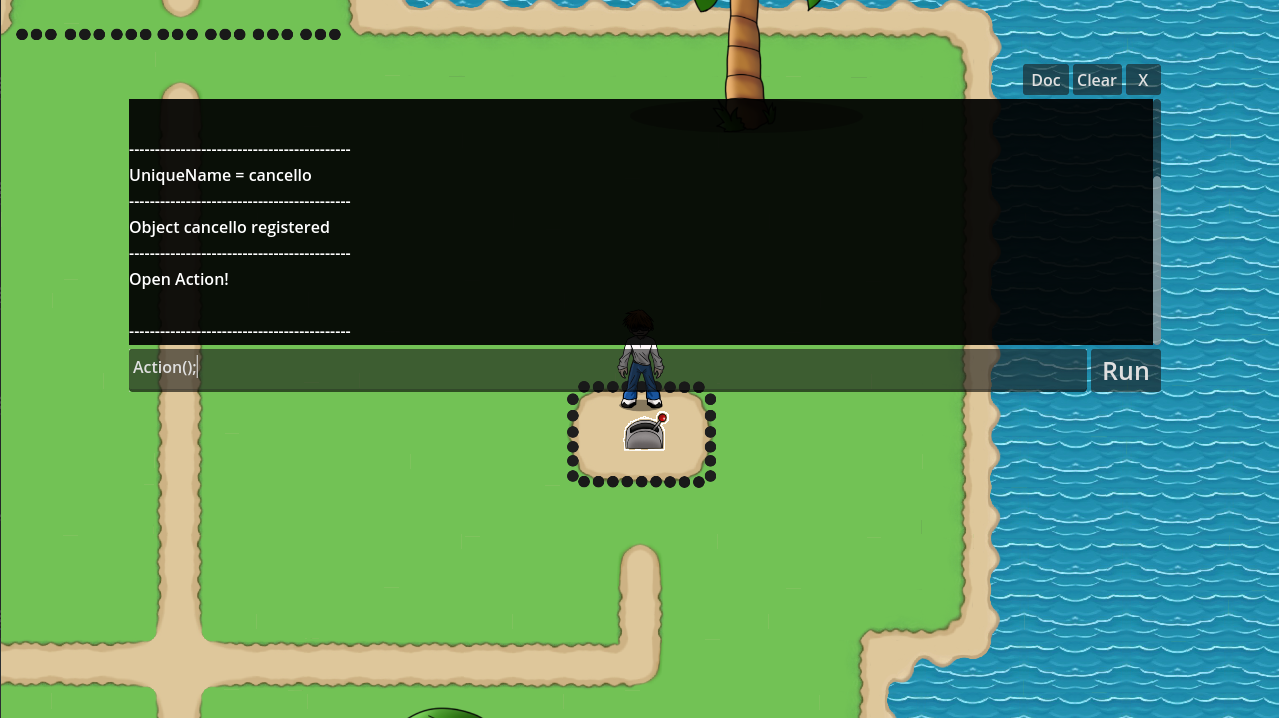 Doc Clear X
-------------------------------------------
UniqueName = cancello
-------------------------------------------
Object cancello registered
-------------------------------------------
Open Action!
-------------------------------------------
Action();
Run